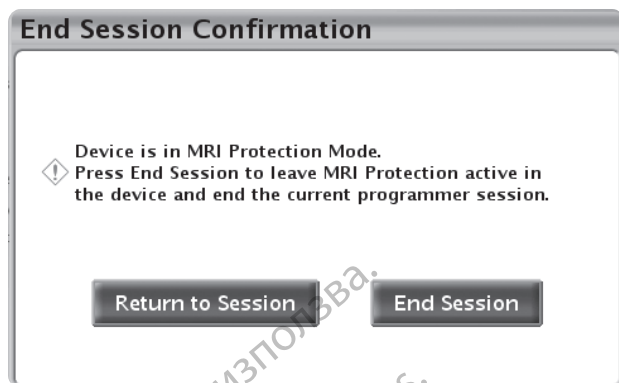 End Session Confirmation
Device is in MRI Protection Mode.
Press End Session to leave MRI Protection active in
the device and end the current programmer session.
Return to Session
End Session